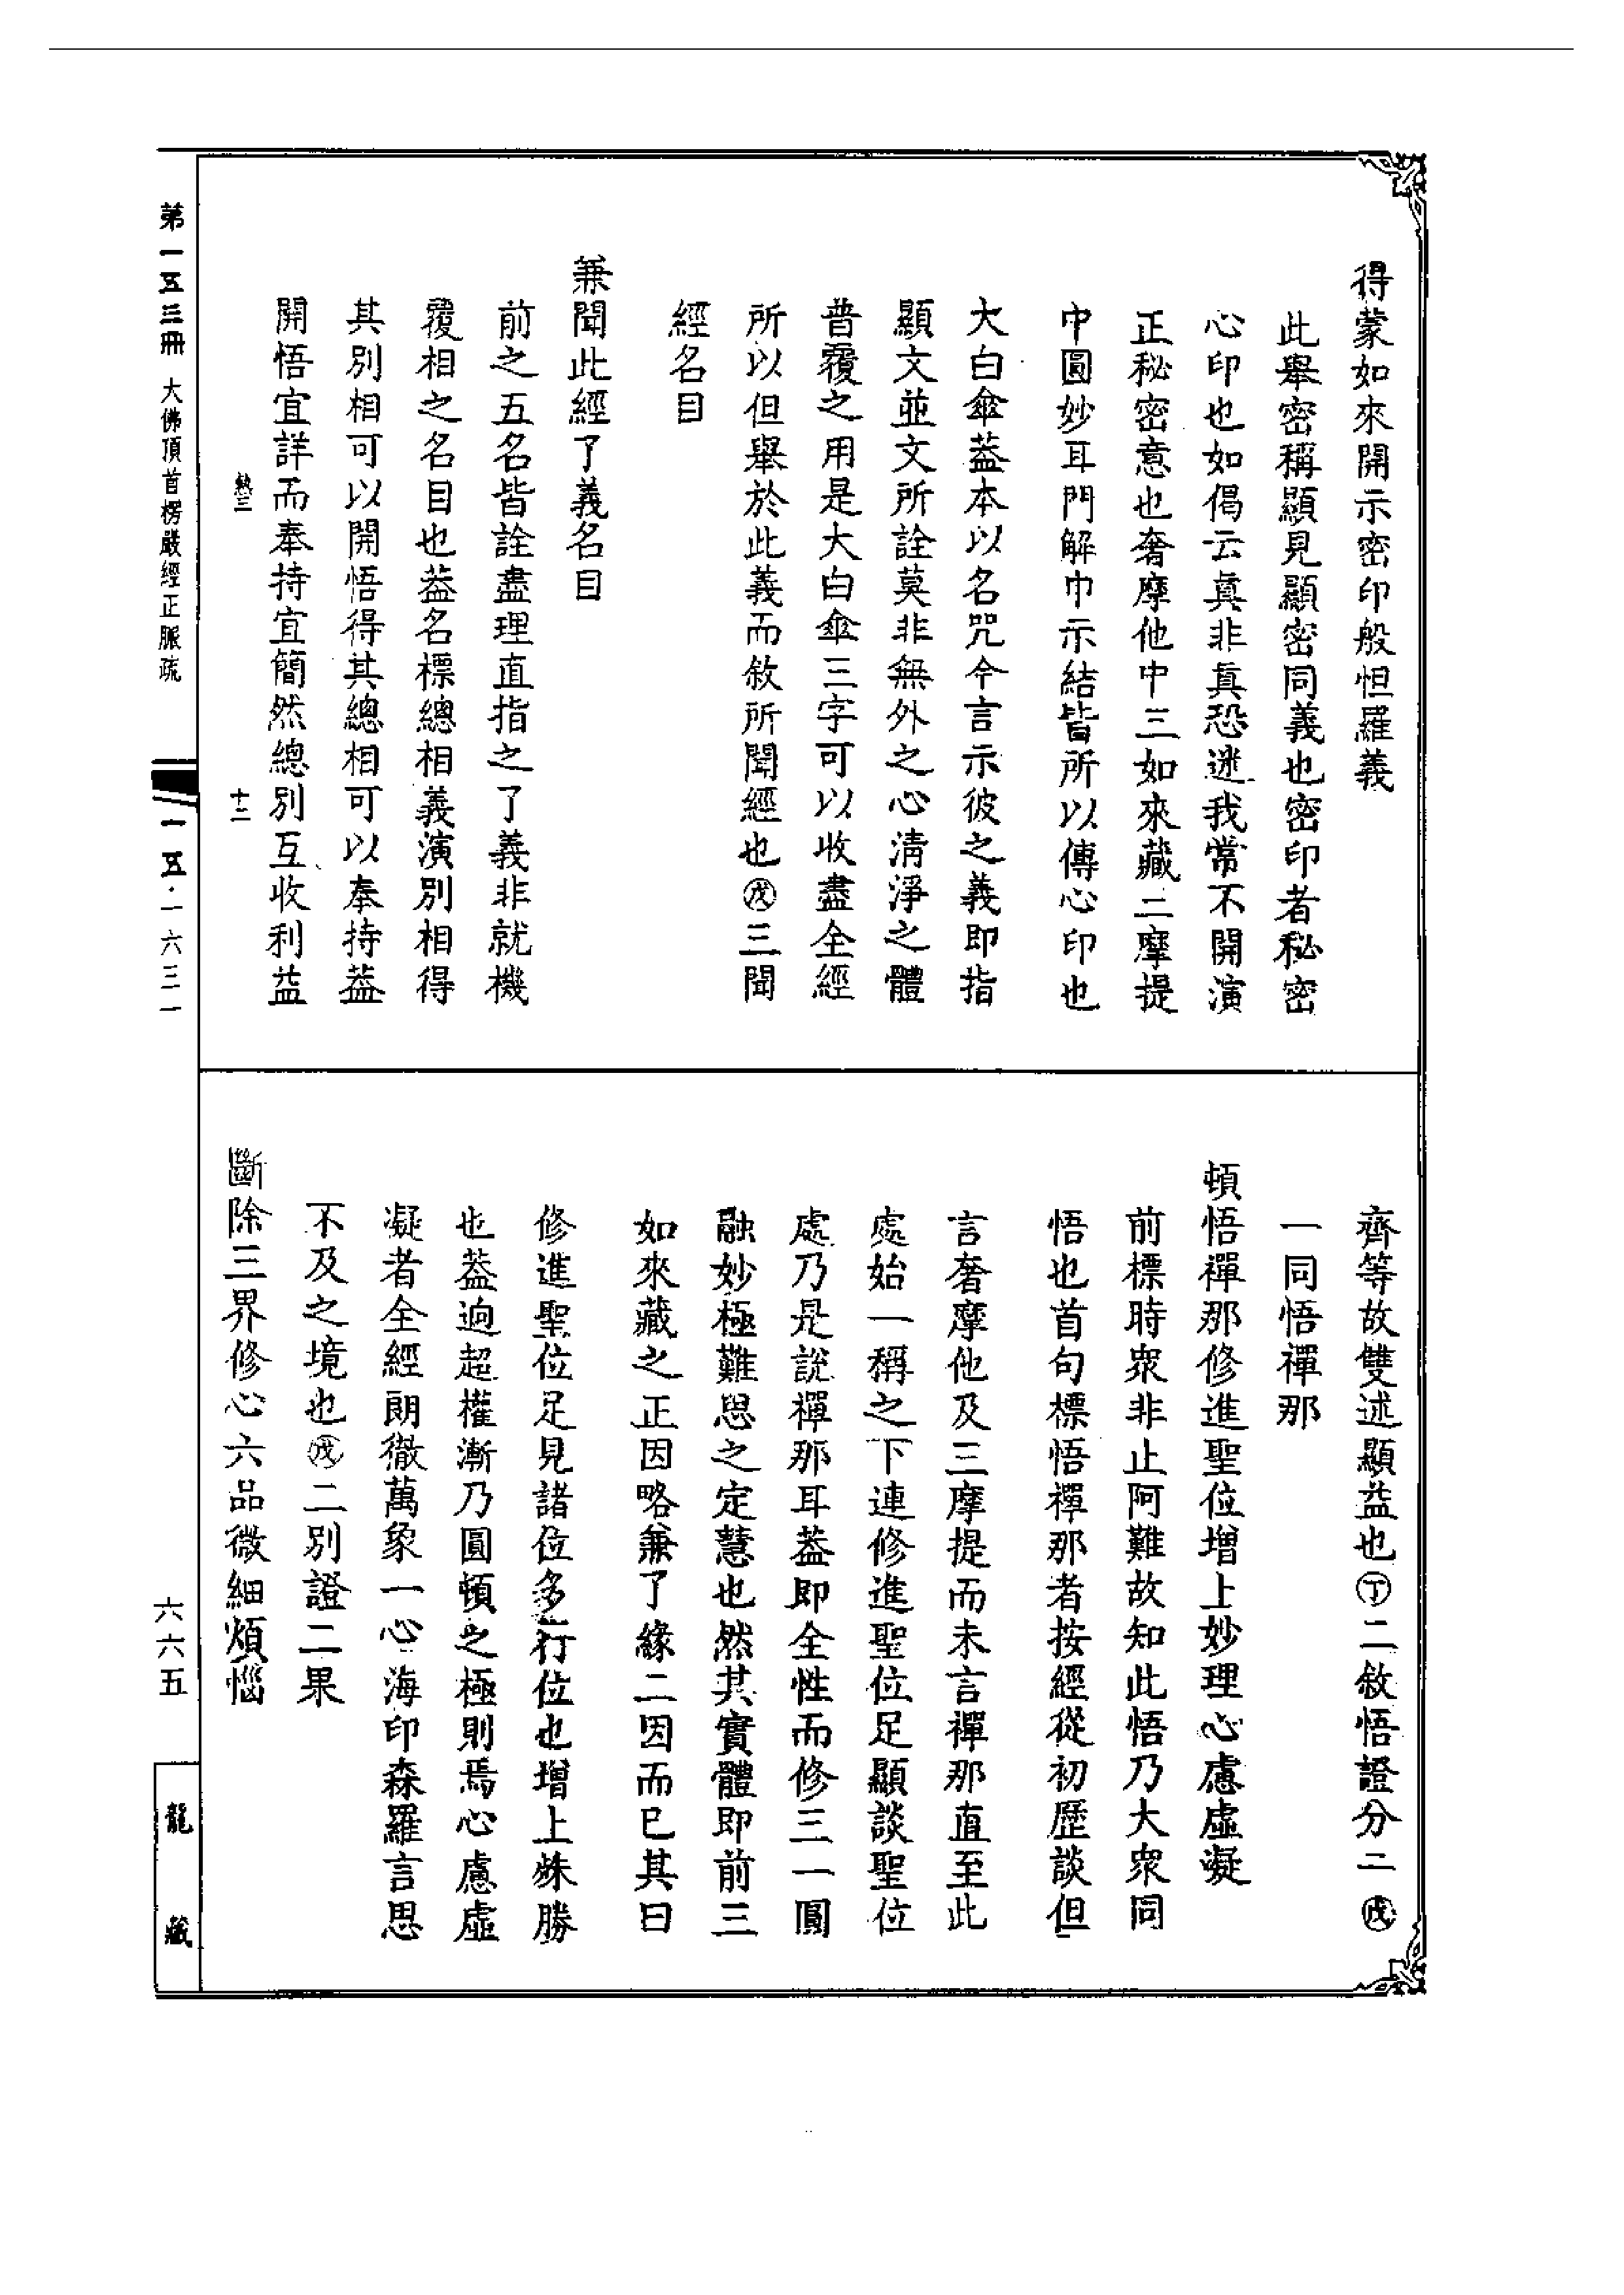 得蒙如來開示密印般怛羅義
此舉密稱顯見顯密同義也密印者秘密
心印也如偈云真非真恐迷我常不開演
正秘密意也奢摩他中三如來藏三摩提
中圓妙耳門解巾示結皆所以傳心印也
大白傘葢本以名咒今言示彼之義即指
顯文並文所詮莫非無外之心清淨之體
普覆之用是大白傘三字可以收盡全經
所以但舉於此義而敘所聞經也㊅三聞
經名目
兼聞此經了義名目
前之五名皆詮盡理直指之了義非就機
覆相之名目也葢名標總相義演別相得
其別相可以開悟得其總相可以奉持葢
開悟宜詳而奉持宜簡然總別互收利益
齊等故雙述顯益也㊅二敘悟證分二㊅
一同悟禪那
頓悟禪那修進聖位增上妙理心慮虛凝
前標時眾非止阿難故知此悟乃大眾同
悟也首句標悟禪那者按經從初歷談但
言奢摩他及三摩提而未言禪那直至此
處始一稱之下連修進聖位足顯談聖位
處乃是說禪那耳葢即全性而修三一圓
融妙極難思之定慧也然其實體即前三
如來藏之正因略兼了緣二因而已其曰
修進聖位足見諸位多行位也增上殊勝
也葢逈超權漸乃圓頓之極則焉心慮虛
凝者全經朗徹萬象一心海印森羅言思
不及之境也㊅二別證二果
斷除三界修心六品微細煩惱
第一五三冊 大佛頂首楞嚴經正脈疏
一五·一六三一
六六五
龍藏
十二